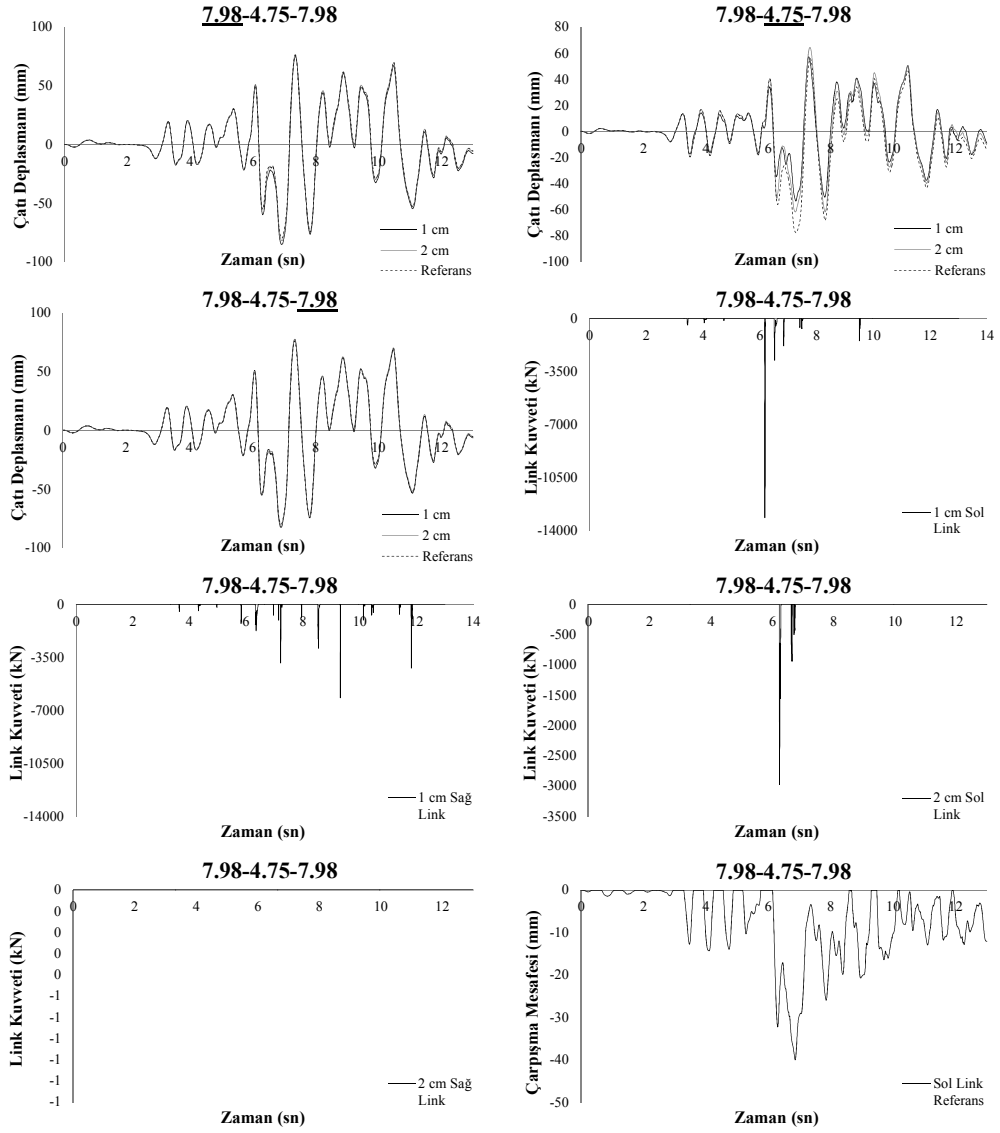 7.98-4.75-7.98
100
50
0
-50
-100
0 2 4 6 8 10 12
Çatı Deplasmanı (mm)
Zaman (sn)
1 cm
2 cm
Referans
7.98-4.75-7.98
80
60
40
20
0
-20
-40
-60
-80
-100
0 2 4 6 8 10 12
Çatı Deplasmanı (mm)
Zaman (sn)
1 cm
2 cm
Referans
7.98-4.75-7.98
100
50
0
-50
-100
0 2 4 6 8 10 12
Çatı Deplasmanı (mm)
Zaman (sn)
1 cm
2 cm
Referans
7.98-4.75-7.98
0
-3500
-7000
-10500
-14000
0 2 4 6 8 10 12 14
Link Kuvveti (kN)
Zaman (sn)
1 cm Sol
Link
7.98-4.75-7.98
0
-3500
-7000
-10500
-14000
0 2 4 6 8 10 12 14
Link Kuvveti (kN)
Zaman (sn)
1 cm Sağ
Link
7.98-4.75-7.98
0
-500
-1000
-1500
-2000
-2500
-3000
-3500
0 2 4 6 8 10 12
Link Kuvveti (kN)
Zaman (sn)
2 cm Sol
Link
7.98-4.75-7.98
0
0
0
0
0
-1
-1
-1
-1
-1
-1
0 2 4 6 8 10 12
Link Kuvveti (kN)
Zaman (sn)
2 cm Sağ
Link
7.98-4.75-7.98
0
-10
-20
-30
-40
-50
0 2 4 6 8 10 12
Çarpışma Mesafesi (mm)
Zaman (sn)
Sol Link
Referans